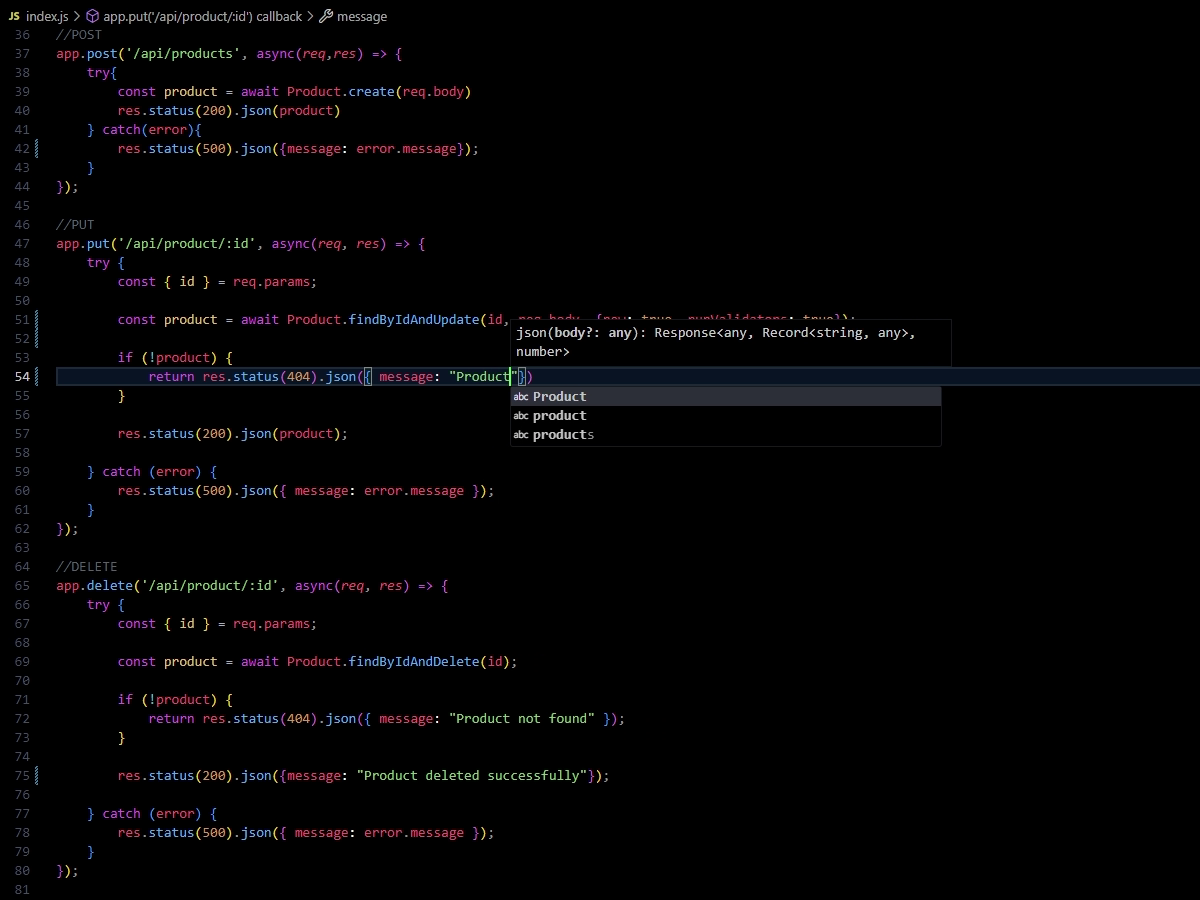 JS index.js > app.put('/api/product/:id') callback > message
36 //POST
37 app.post('/api/products', async(req,res) => {
38 try{
39 const product = await Product.create(req.body)
40 res.status(200).json(product)
41 } catch(error){
42 res.status(500).json({message: error.message});
43 }
44 });
45
46 //PUT
47 app.put('/api/product/:id', async(req, res) => {
48 try {
49 const { id } = req.params;
50
51 const product = await Product.findByIdAndUpdate(id, req.body, {new: true, runValidators: true});
json(body?: any): Response<any, Record<string, any>,
52
number>
53 if (!product) {
54 return res.status(404).json({ message: "Product"})
55 }
abc Product
56
abc product
57 res.status(200).json(product);
abc products
58
59 } catch (error) {
60 res.status(500).json({ message: error.message });
61 }
62 });
63
64 //DELETE
65 app.delete('/api/product/:id', async(req, res) => {
66 try {
67 const { id } = req.params;
68
69 const product = await Product.findByIdAndDelete(id);
70
71 if (!product) {
72 return res.status(404).json({ message: "Product not found" });
73 }
74
75 res.status(200).json({message: "Product deleted successfully"});
76
77 } catch (error) {
78 res.status(500).json({ message: error.message });
79 }
80 });
81